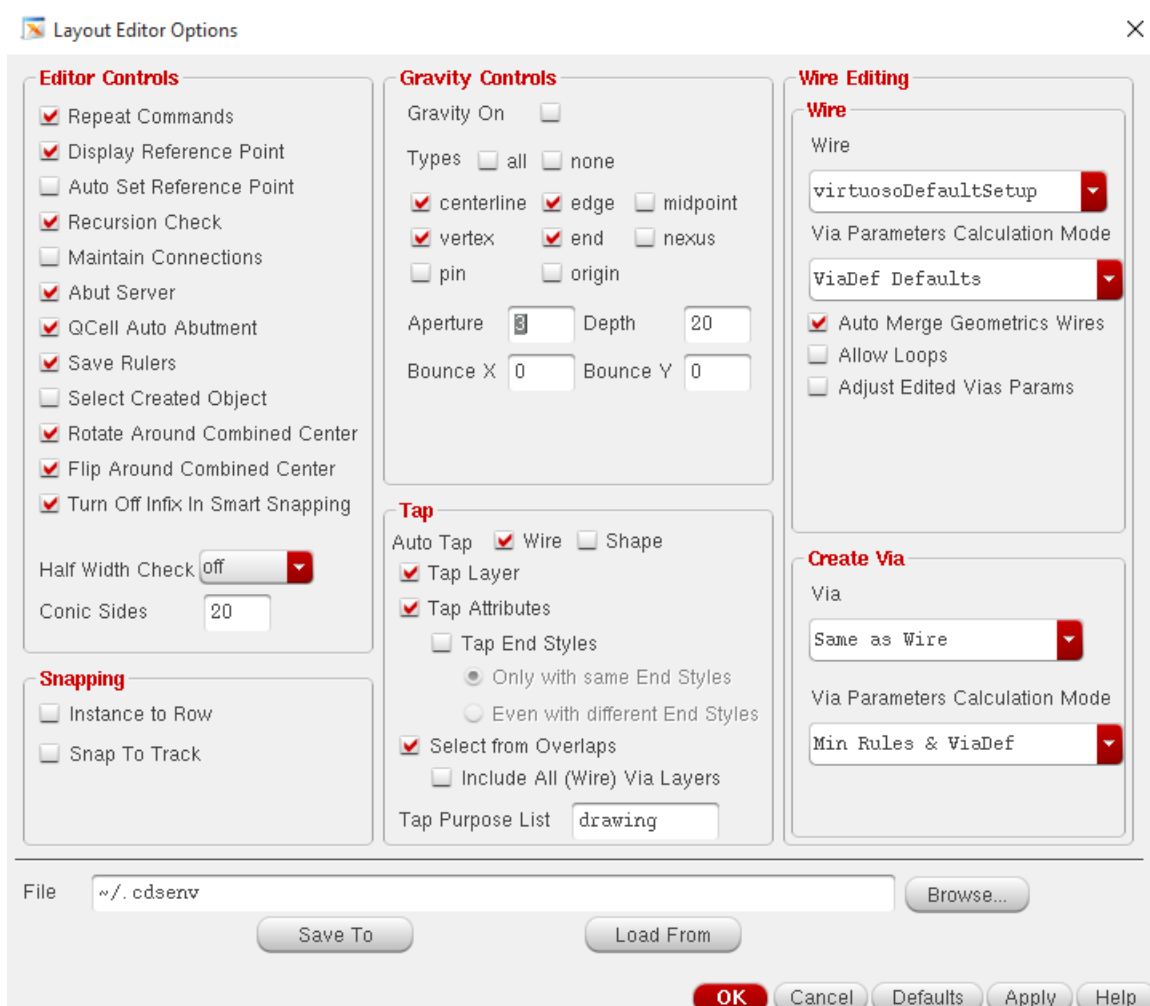 Layout Editor Options
Editor Controls
Repeat Commands
Display Reference Point
Auto Set Reference Point
Recursion Check
Maintain Connections
Abut Server
QCell Auto Abutment
Save Rulers
Select Created Object
Rotate Around Combined Center
Flip Around Combined Center
Turn Off Infix In Smart Snapping
Half Width Check off
Conic Sides 20
Snapping
Instance to Row
Snap To Track
Gravity Controls
Gravity On
Types all none
centerline edge midpoint
vertex end nexus
pin origin
Aperture 3 Depth 20
Bounce X 0 Bounce Y 0
Tap
Auto Tap Wire Shape
Tap Layer
Tap Attributes
Tap End Styles
Only with same End Styles
Even with different End Styles
Select from Overlaps
Include All (Wire) Via Layers
Tap Purpose List drawing
Wire Editing
Wire
Wire
virtuosoDefaultSetup
Via Parameters Calculation Mode
ViaDef Defaults
Auto Merge Geometrics Wires
Allow Loops
Adjust Edited Vias Params
Create Via
Via
Same as Wire
Via Parameters Calculation Mode
Min Rules & ViaDef
File ~/.cdsenv Browse...
Save To Load From
OK Cancel Defaults Apply Help